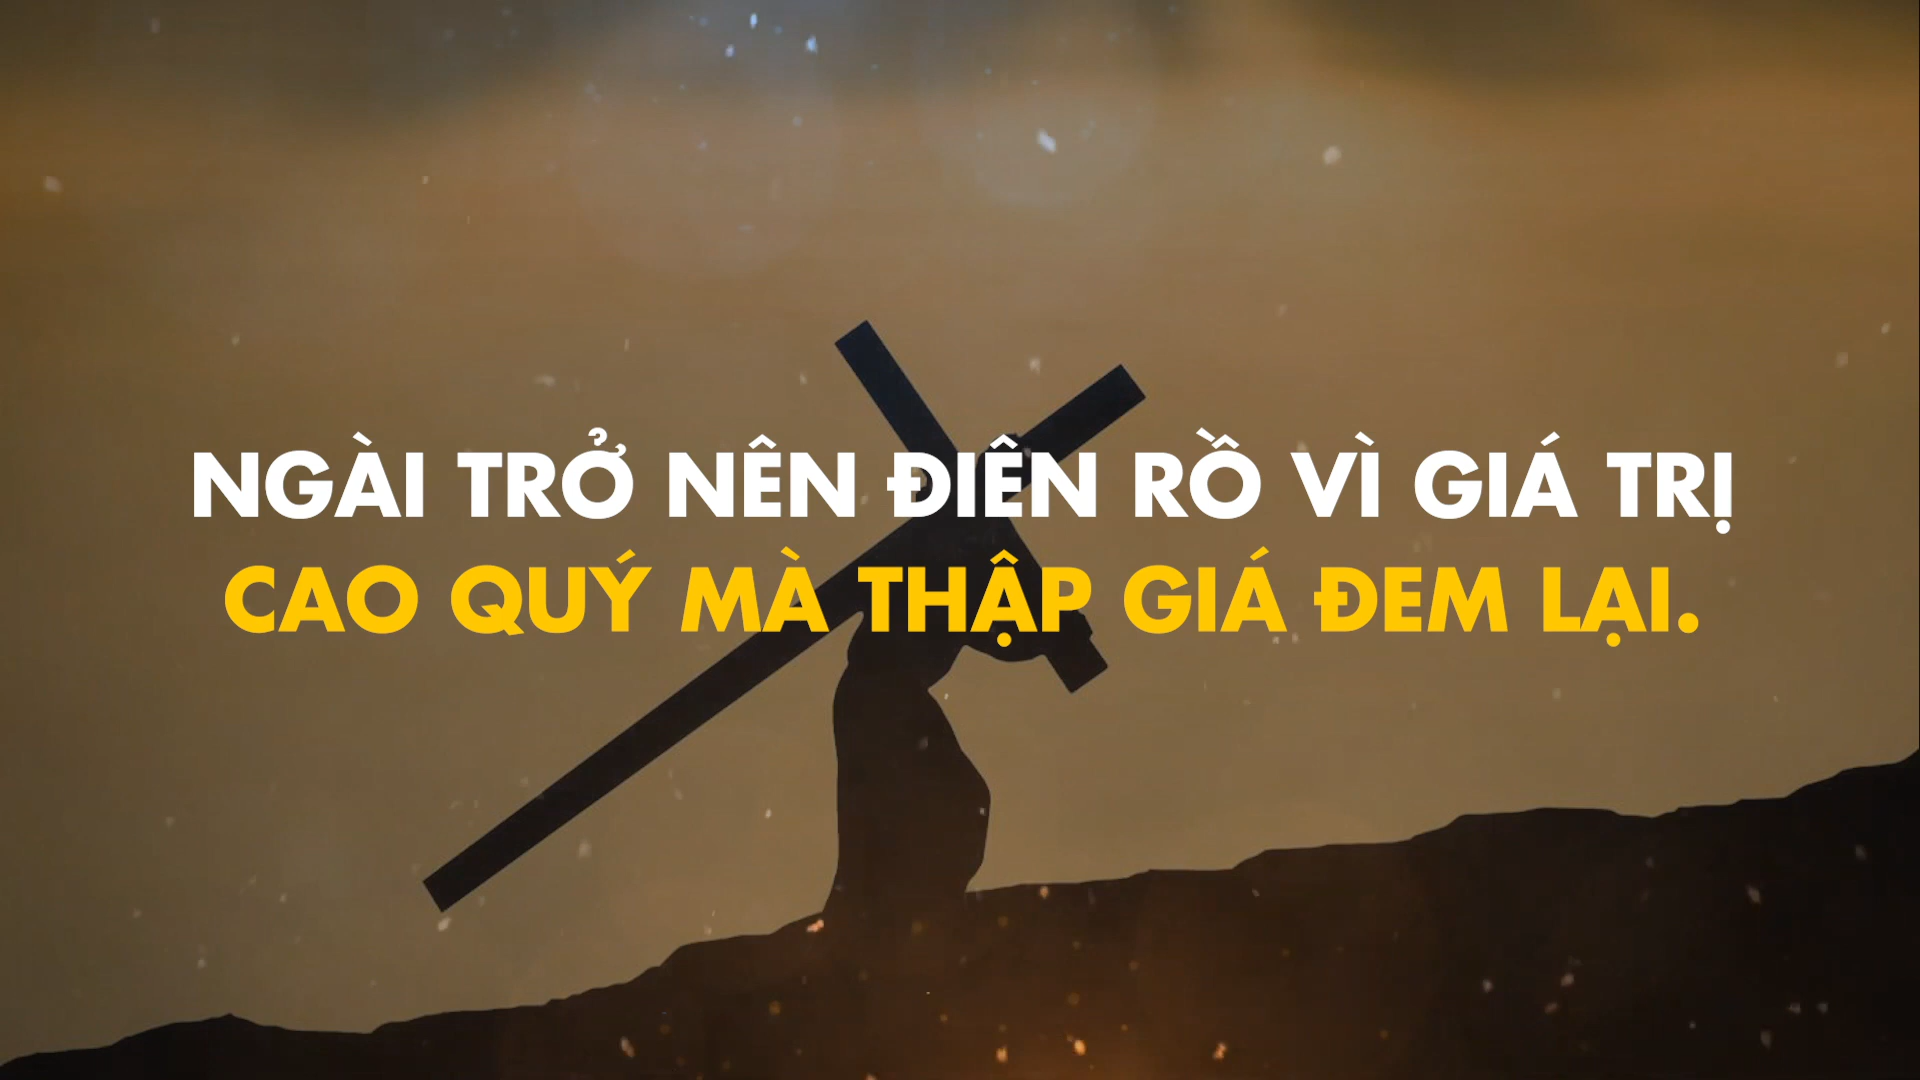 NGÀI TRỞ NÊN ĐIÊN RỒ VÌ GIÁ TRỊ
CAO QUÝ MÀ THẬP GIÁ ĐEM LẠI.